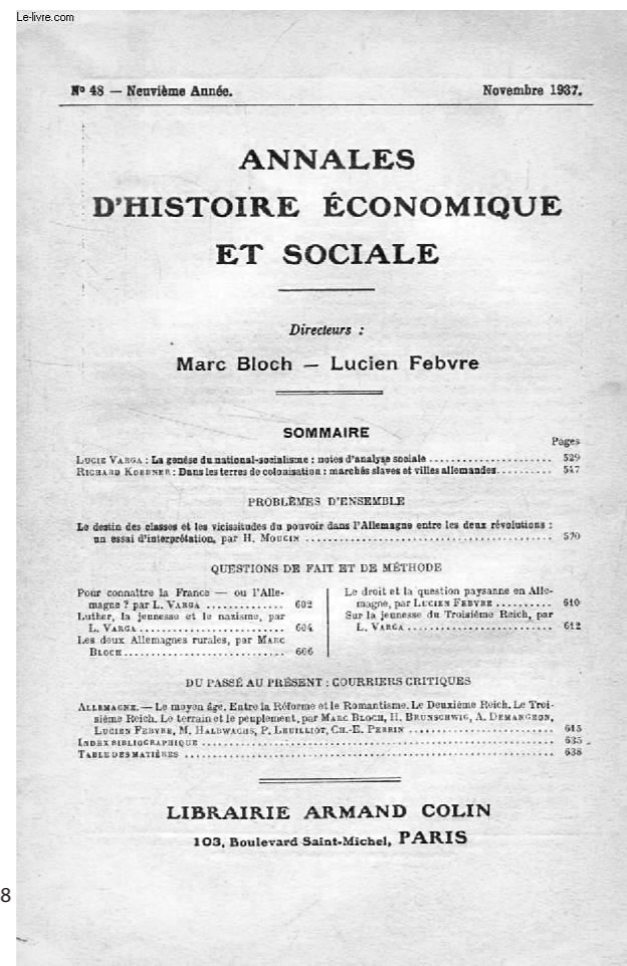 Le-livre.com
Nº 48 — Neuvième Année. Novembre 1937.
ANNALES
D'HISTOIRE ÉCONOMIQUE
ET SOCIALE
Directeurs :
Marc Bloch — Lucien Febvre
SOMMAIRE
Pages
LUCIE VARGA : La genèse du national-socialisme : notes d'analyse sociale .................. 529
RICHARD KOEBNER : Dans les terres de colonisation : marchés slaves et villes allemandes.......... 547
PROBLÈMES D'ENSEMBLE
Le destin des classes et les vicissitudes du pouvoir dans l'Allemagne entre les deux révolutions :
un essai d'interprétation, par H. MOUGIN .................. 570
QUESTIONS DE FAIT ET DE MÉTHODE
Pour connaître la France — ou l'Alle-
magne ? par L. VARGA ............ 602
Luther, la jeunesse et le nazisme, par
L. VARGA .................. 604
Les deux Allemagnes rurales, par MARC
BLOCH .................. 606
Le droit et la question paysanne en Alle-
magne, par LUCIEN FEBVRE .......... 610
Sur la jeunesse du Troisième Reich, par
L. VARGA .................. 612
DU PASSÉ AU PRÉSENT : COURRIERS CRITIQUES
ALLEMAGNE. — Le moyen âge. Entre la Réforme et le Romantisme. Le Deuxième Reich. Le Troi-
sième Reich. Le terrain et le peuplement, par MARC BLOCH, H. BRUNSCHWIG, A. DEMANGEON,
LUCIEN FEBVRE, M. HALBWACHS, P. LEUILLIOT, CH.-E. PERRIN .................. 615
INDEX BIBLIOGRAPHIQUE .................. 635
TABLE DES MATIÈRES .................. 638
LIBRAIRIE ARMAND COLIN
103, Boulevard Saint-Michel, PARIS
8